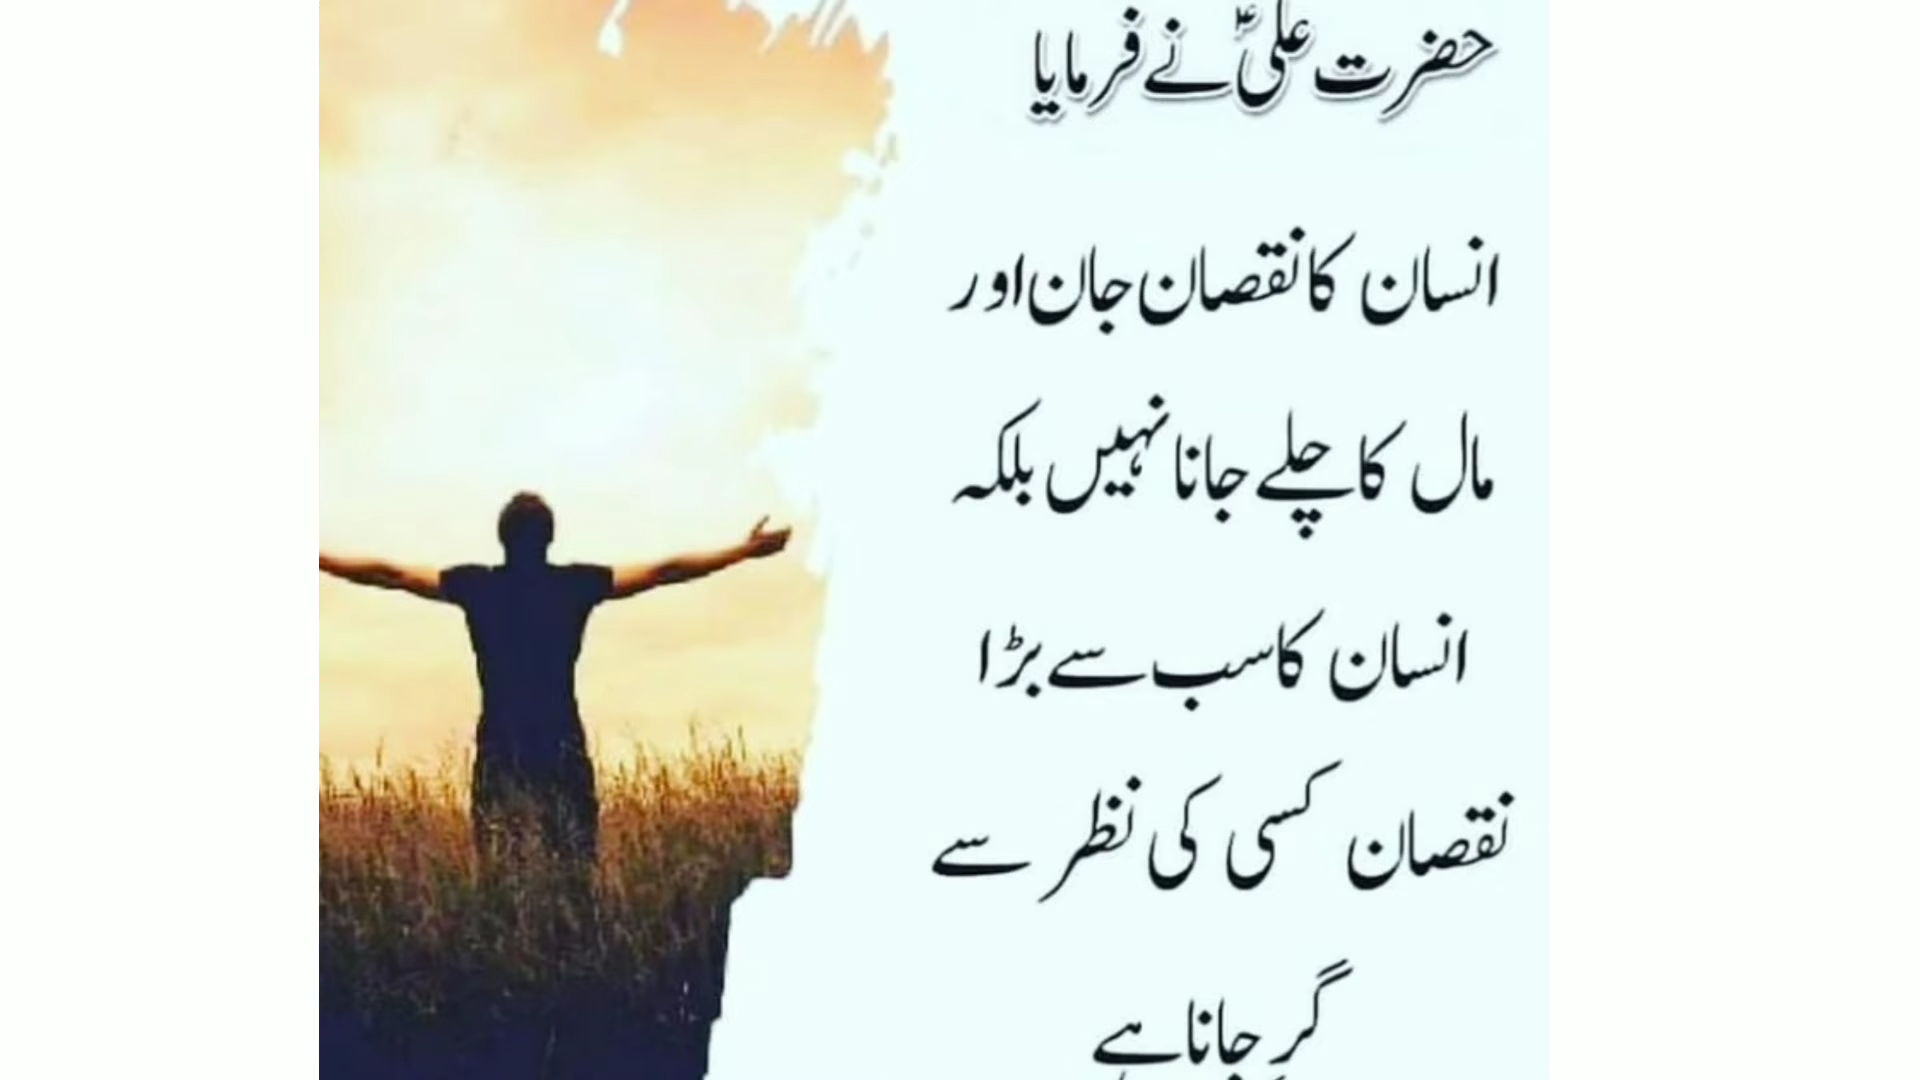 حضرت علیؑ نے فرمایا
انسان کا نقصان جان اور
مال کا چلے جانا نہیں بلکہ
انسان کا سب سے بڑا
نقصان کسی کی نظر سے
گر جانا ہے